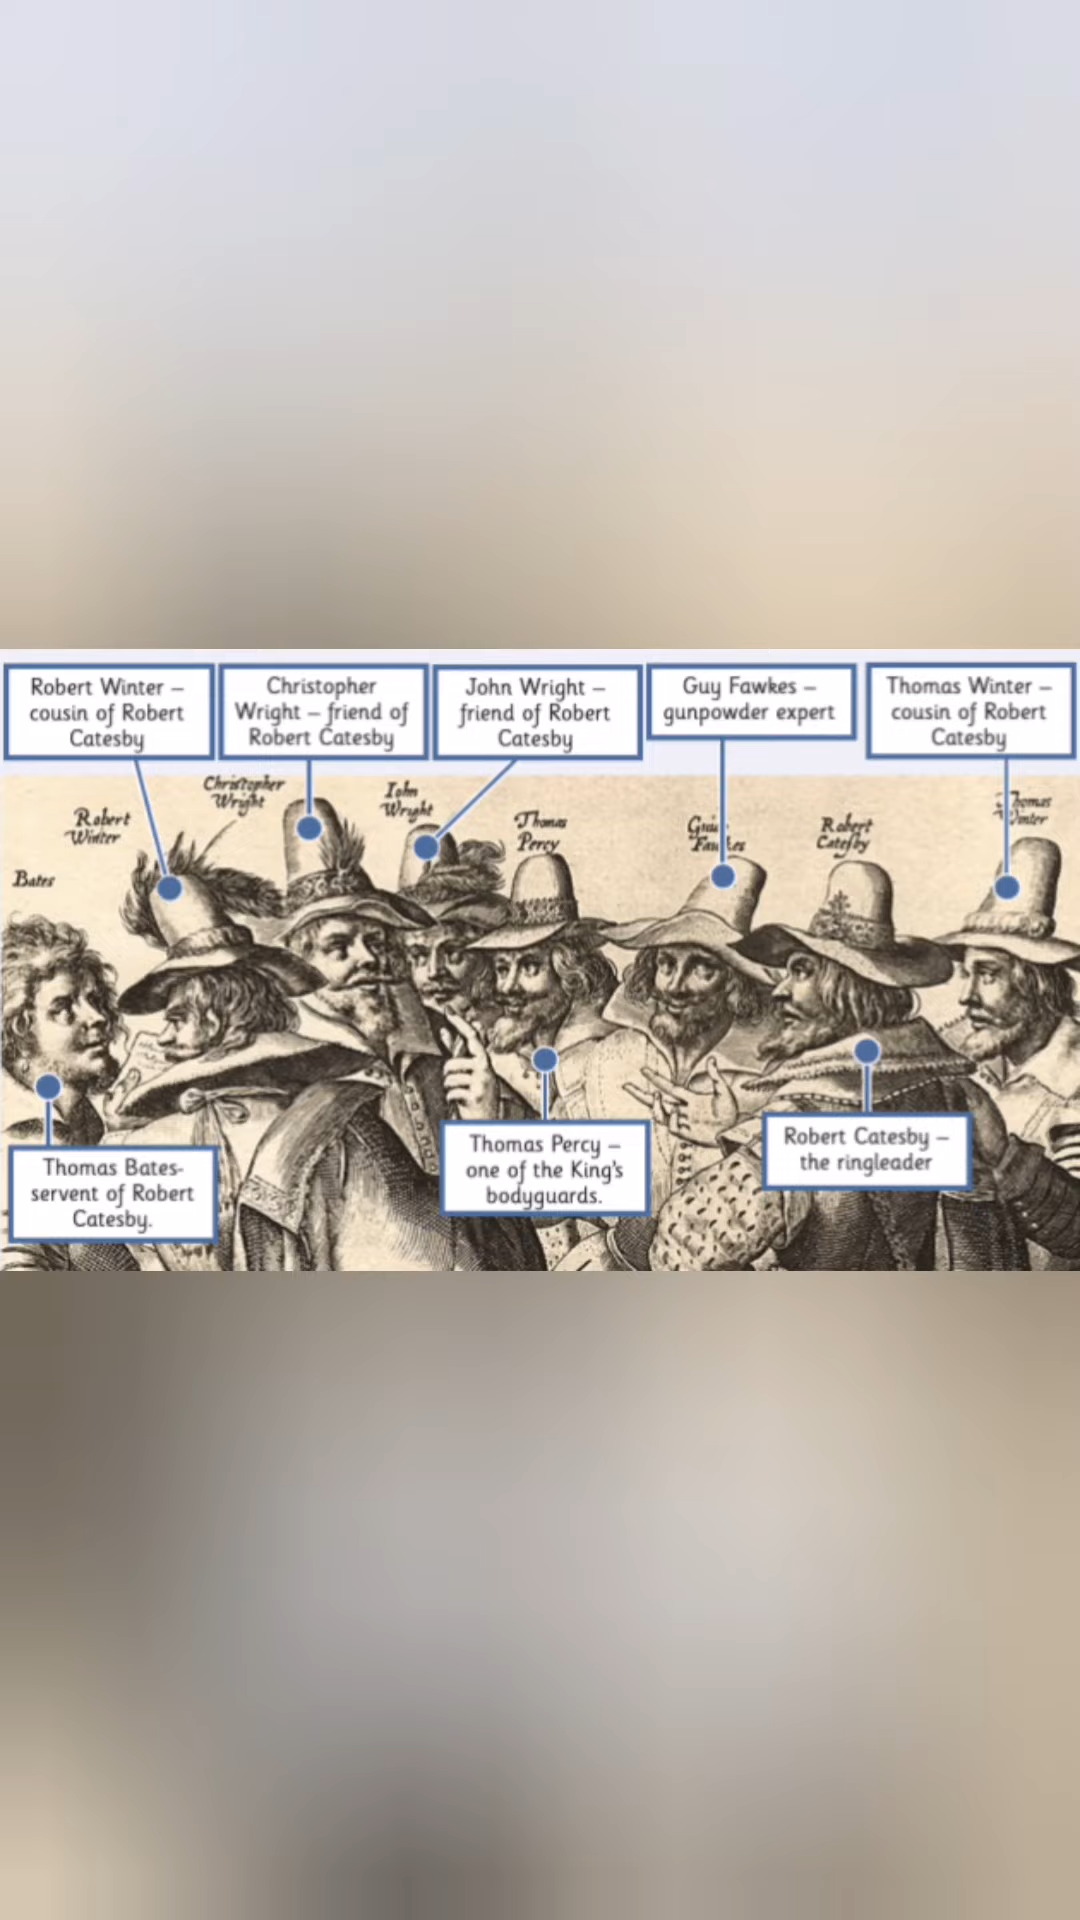 Robert Winter –
cousin of Robert
Catesby
Christopher
Wright – friend of
Robert Catesby
John Wright –
friend of Robert
Catesby
Guy Fawkes –
gunpowder expert
Thomas Winter –
cousin of Robert
Catesby
Bates
Robert
Winter
Christopher
Wright
Iohn
Wright
Thomas
Percy
Robert
Catesby
Thomas Bates-
servent of Robert
Catesby.
Thomas Percy –
one of the King's
bodyguards.
Robert Catesby –
the ringleader